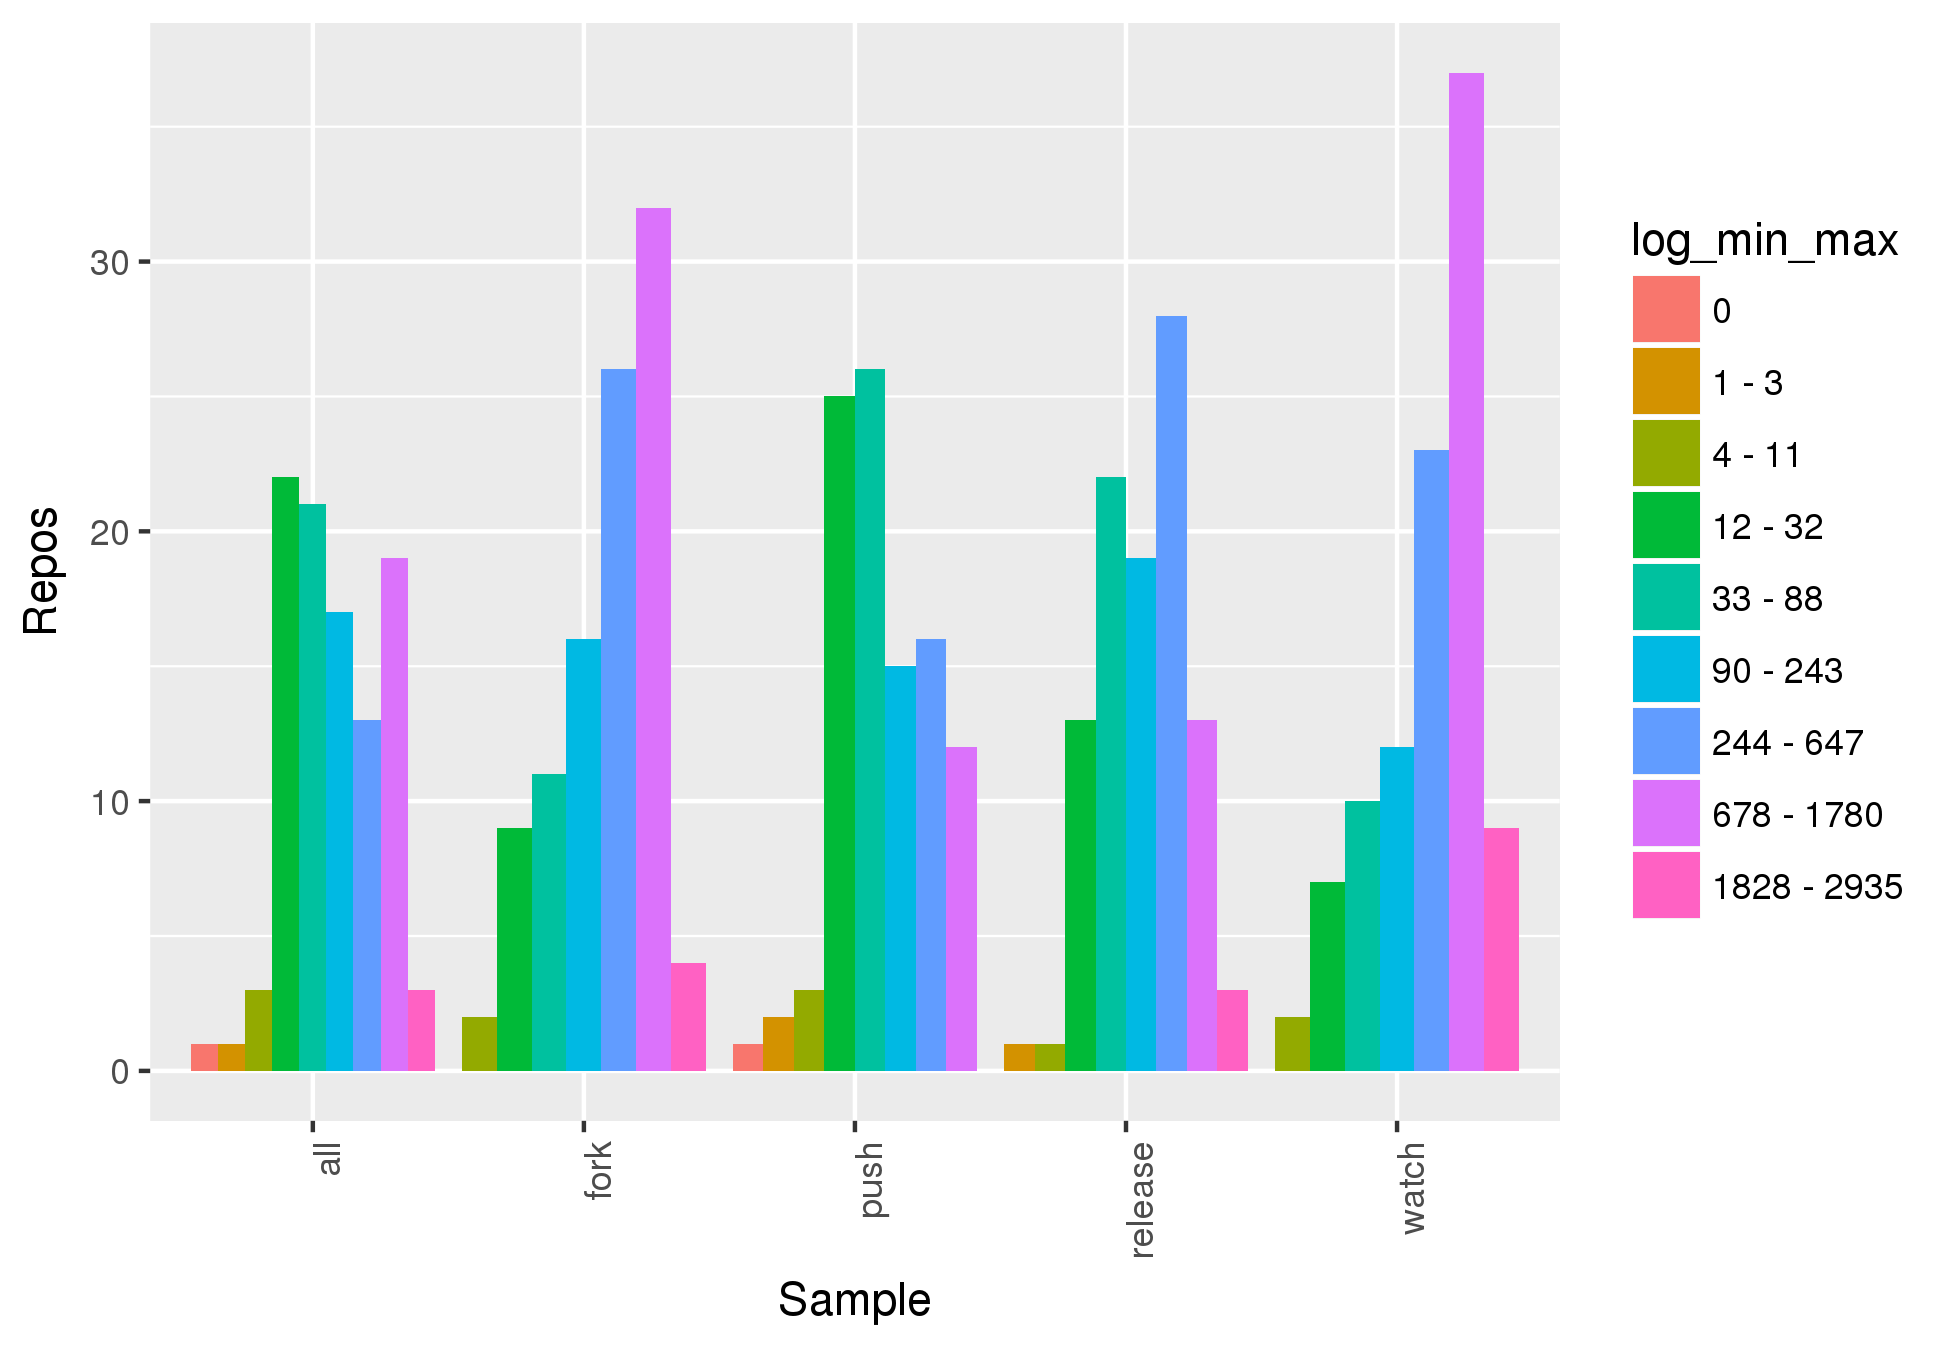 Repos
30
20
10
0
all
fork
push
release
watch
Sample
log_min_max
0
1 - 3
4 - 11
12 - 32
33 - 88
90 - 243
244 - 647
678 - 1780
1828 - 2935